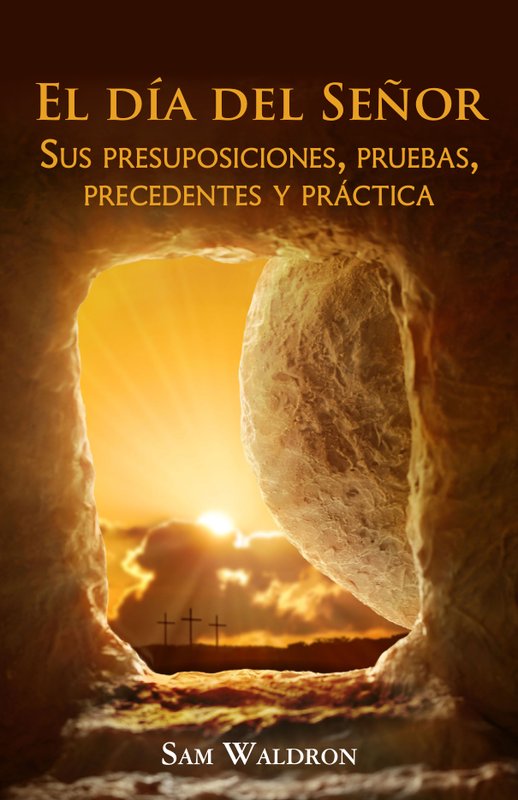 El día del Señor
Sus presuposiciones, pruebas,
precedentes y práctica
Sam Waldron